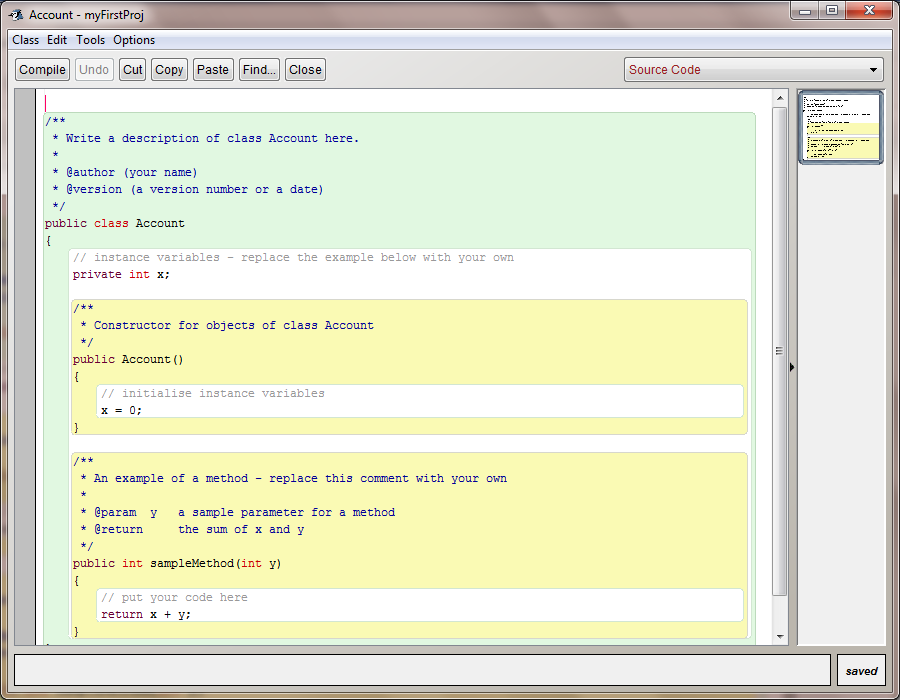 Account - myFirstProj
Class Edit Tools Options
Compile Undo Cut Copy Paste Find... Close Source Code
/**
 * Write a description of class Account here.
 *
 * @author (your name)
 * @version (a version number or a date)
 */
public class Account
{
    // instance variables - replace the example below with your own
    private int x;

    /**
     * Constructor for objects of class Account
     */
    public Account()
    {
        // initialise instance variables
        x = 0;
    }

    /**
     * An example of a method - replace this comment with your own
     *
     * @param  y   a sample parameter for a method
     * @return     the sum of x and y
     */
    public int sampleMethod(int y)
    {
        // put your code here
        return x + y;
    }
saved